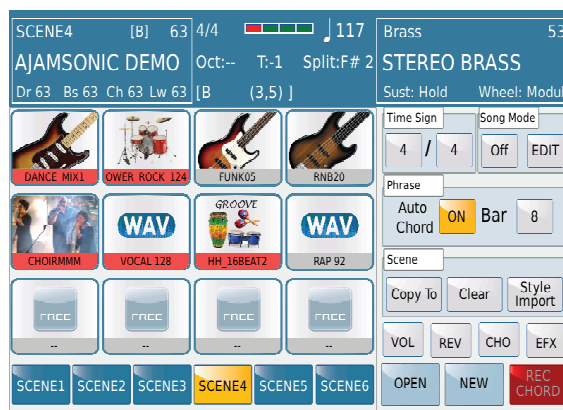 SCENE4 [B] 63
AJAMSONIC DEMO
Dr 63 Bs 63 Ch 63 Lw 63
4/4 117
Oct:-- T:-1 Split:F# 2
[B (3,5) ]
Brass 53
STEREO BRASS
Sust: Hold Wheel: Modul
DANCE MIX1
OWER ROCK 124
FUNK05
RNB20
CHOIRMMM
WAV
VOCAL 128
GROOVE
HH_16BEAT2
WAV
RAP 92
FREE
FREE
FREE
FREE
--
--
--
--
SCENE1 SCENE2 SCENE3 SCENE4 SCENE5 SCENE6
Time Sign
4 / 4
Song Mode
Off EDIT
Phrase
Auto Chord ON Bar 8
Scene
Copy To Clear Style Import
VOL REV CHO EFX
OPEN NEW REC CHORD